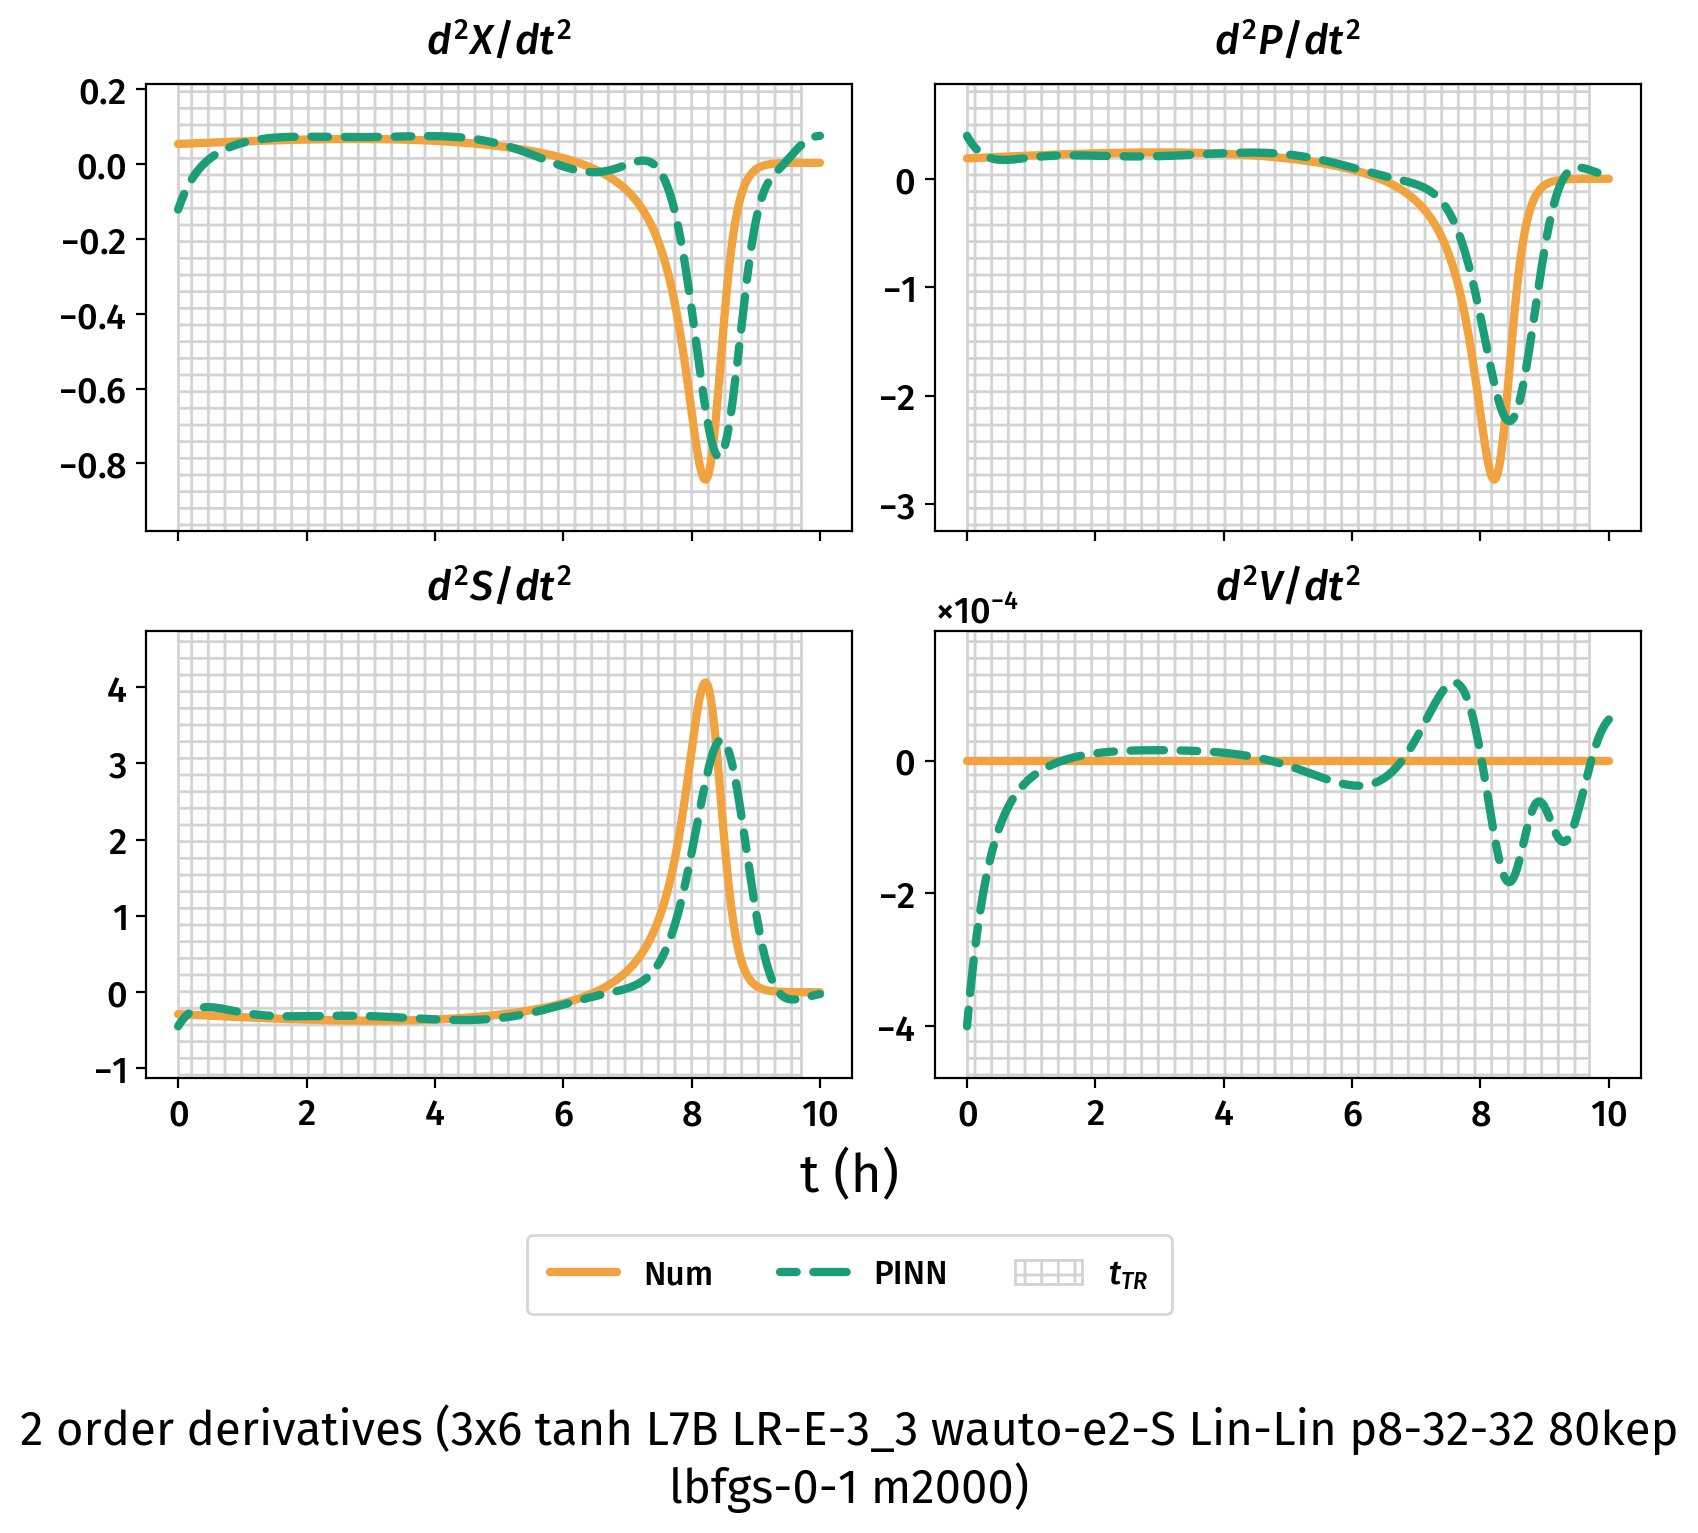 d²X/dt²
d²P/dt²
0.2
0.0
−0.2
−0.4
−0.6
−0.8
0
−1
−2
−3
d²S/dt²
d²V/dt²
×10⁻⁴
4
3
2
1
0
−1
0
−2
−4
0 2 4 6 8 10
0 2 4 6 8 10
t (h)
Num PINN t_TR
2 order derivatives (3x6 tanh L7B LR-E-3_3 wauto-e2-S Lin-Lin p8-32-32 80kep
lbfgs-0-1 m2000)